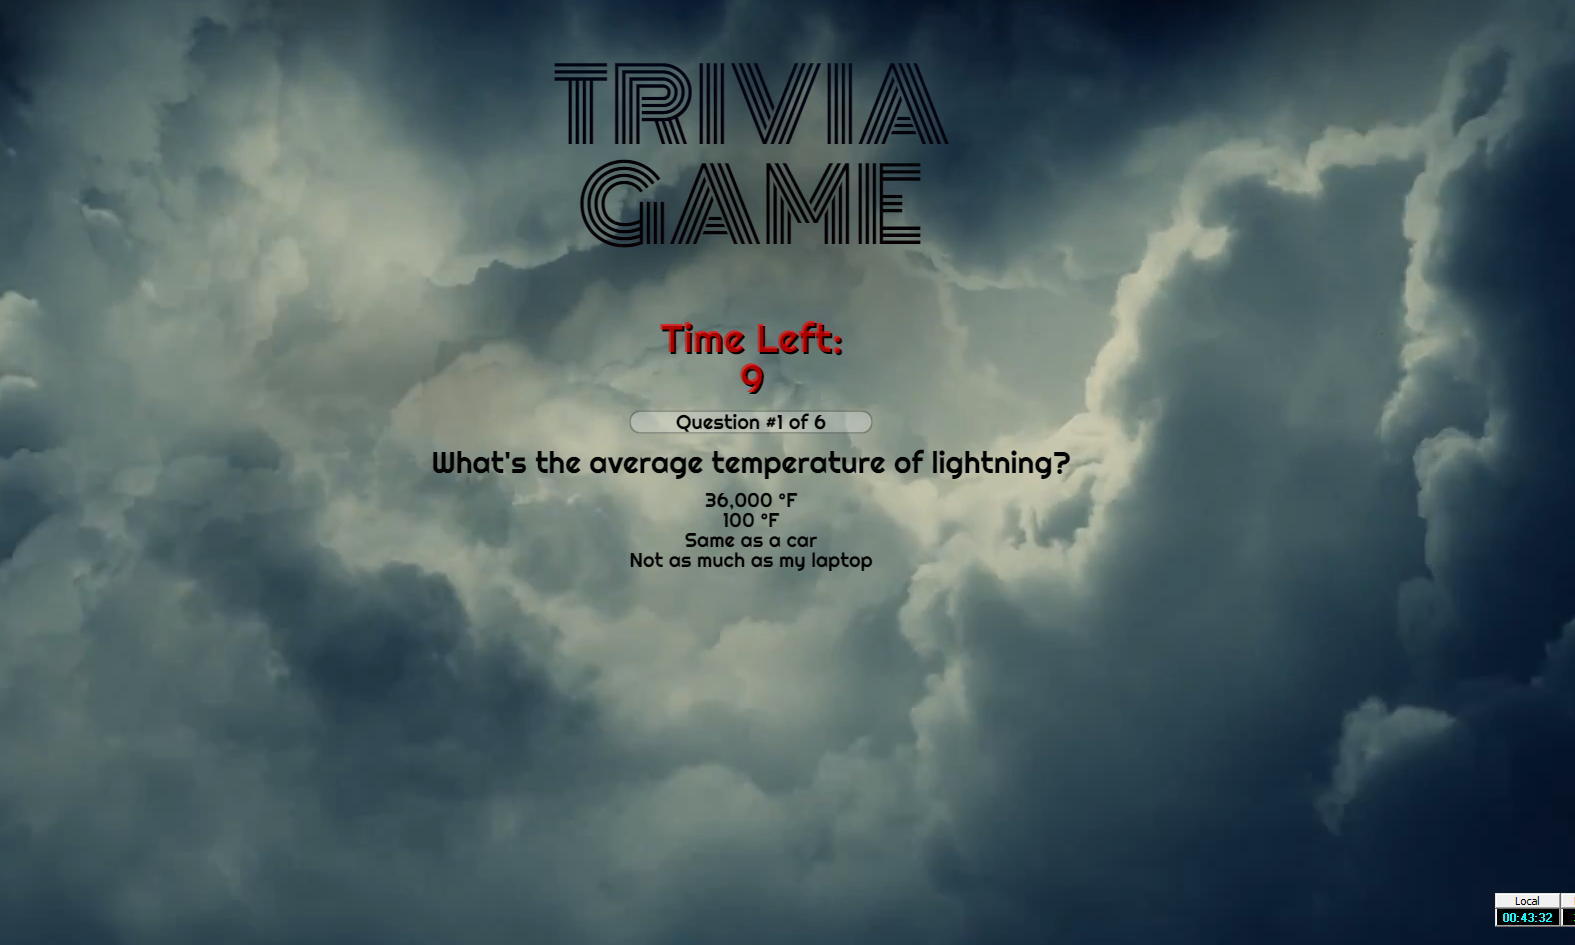 TRIVIA
GAME
Time Left:
9
Question #1 of 6
What's the average temperature of lightning?
36,000 °F
100 °F
Same as a car
Not as much as my laptop
Local
00:43:32